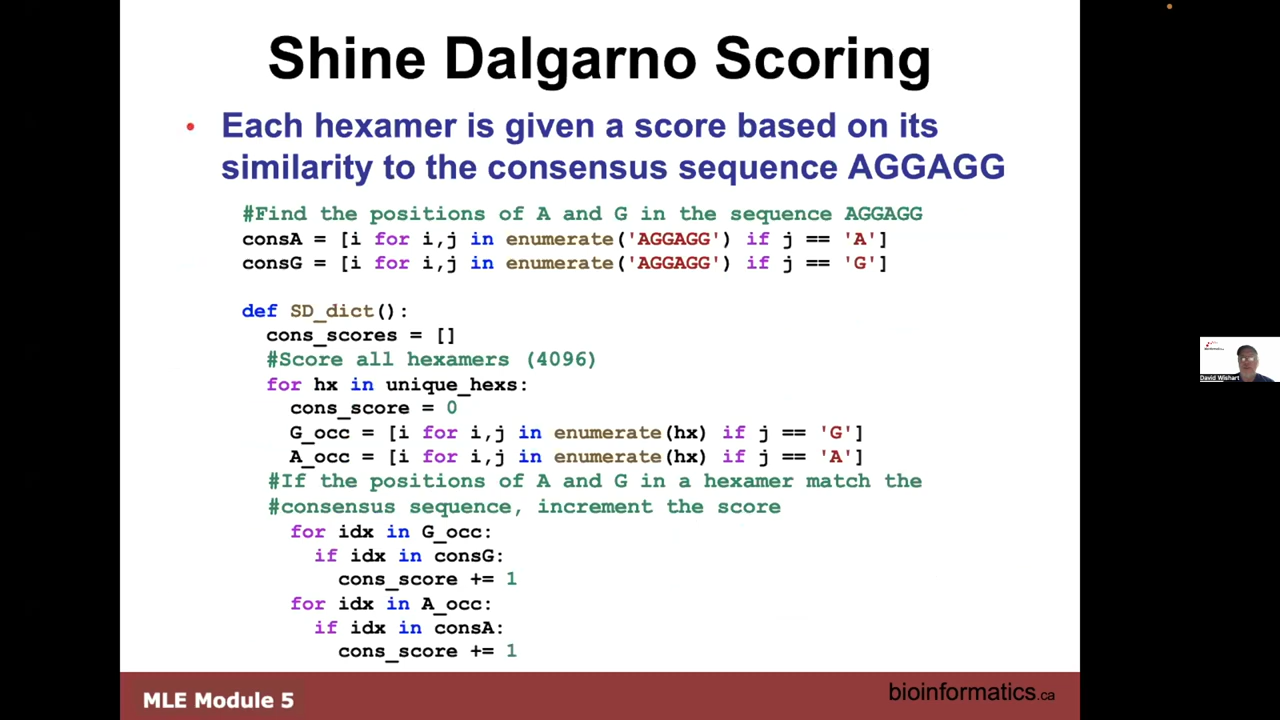 Shine Dalgarno Scoring
• Each hexamer is given a score based on its
similarity to the consensus sequence AGGAGG
#Find the positions of A and G in the sequence AGGAGG
consA = [i for i,j in enumerate('AGGAGG') if j == 'A']
consG = [i for i,j in enumerate('AGGAGG') if j == 'G']
def SD_dict():
cons_scores = []
#Score all hexamers (4096)
for hx in unique_hexs:
cons_score = 0
G_occ = [i for i,j in enumerate(hx) if j == 'G']
A_occ = [i for i,j in enumerate(hx) if j == 'A']
#If the positions of A and G in a hexamer match the
#consensus sequence, increment the score
for idx in G_occ:
if idx in consG:
cons_score += 1
for idx in A_occ:
if idx in consA:
cons_score += 1
MLE Module 5
bioinformatics.ca
David Wishart